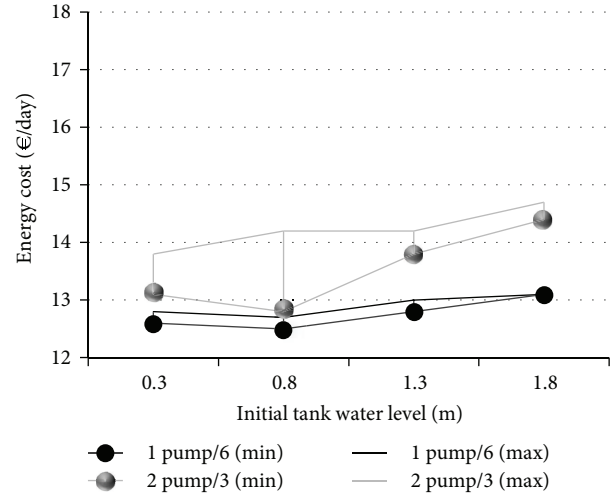 18
17
16
15
14
13
12
Energy cost (€/day)
0.3 0.8 1.3 1.8
Initial tank water level (m)
1 pump/6 (min) 1 pump/6 (max)
2 pump/3 (min) 2 pump/3 (max)